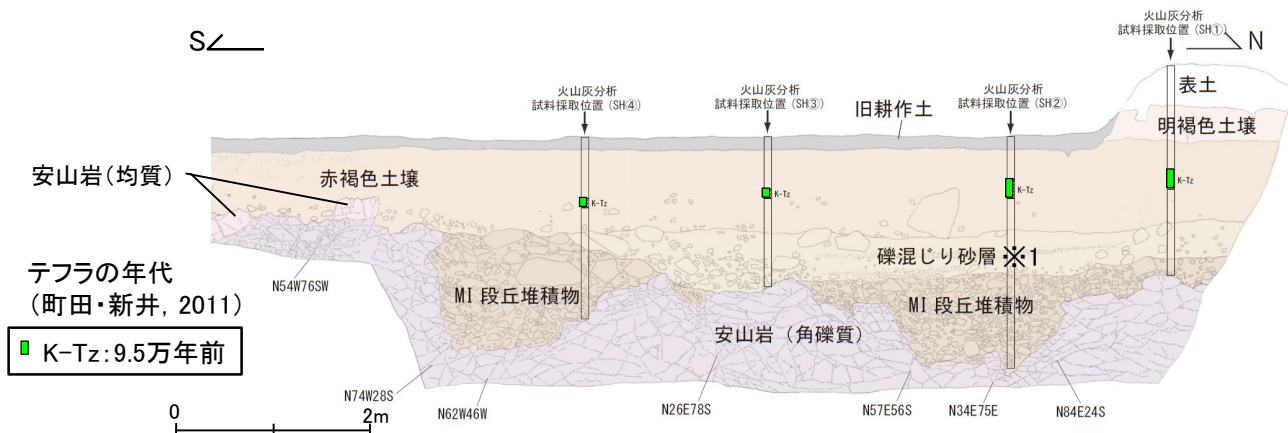 火山灰分析
試料採取位置(SH①)
S
N
火山灰分析
試料採取位置(SH④)
火山灰分析
試料採取位置(SH③)
火山灰分析
試料採取位置(SH②)
表土
旧耕作土
明褐色土壌
安山岩(均質)
赤褐色土壌
K-Tz
K-Tz
K-Tz
K-Tz
礫混じり砂層 ※1
N54W76SW
テフラの年代
(町田・新井, 2011)
K-Tz:9.5万年前
MI 段丘堆積物
MI 段丘堆積物
安山岩(角礫質)
N74W28S
N62W46W
N26E78S
N57E56S
N34E75E
N84E24S
0
2m